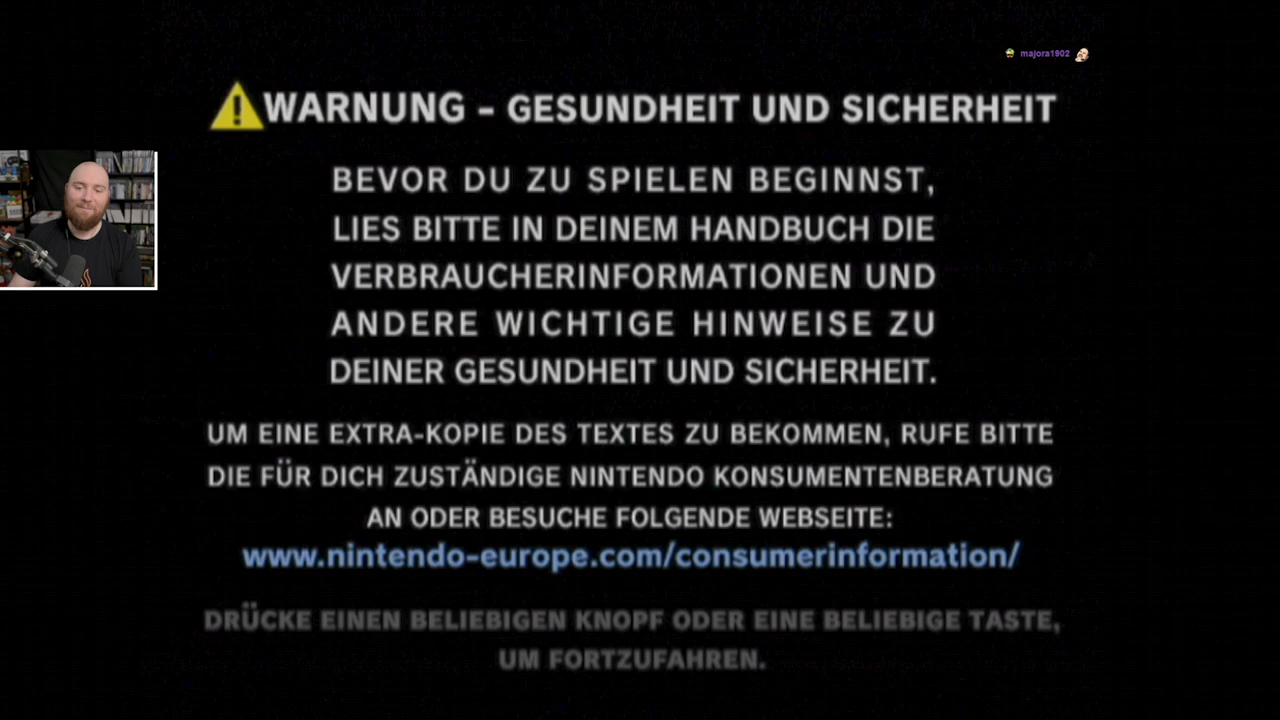 majora1902
WARNUNG – GESUNDHEIT UND SICHERHEIT
BEVOR DU ZU SPIELEN BEGINNST,
LIES BITTE IN DEINEM HANDBUCH DIE
VERBRAUCHERINFORMATIONEN UND
ANDERE WICHTIGE HINWEISE ZU
DEINER GESUNDHEIT UND SICHERHEIT.
UM EINE EXTRA-KOPIE DES TEXTES ZU BEKOMMEN, RUFE BITTE
DIE FÜR DICH ZUSTÄNDIGE NINTENDO KONSUMENTENBERATUNG
AN ODER BESUCHE FOLGENDE WEBSEITE:
www.nintendo-europe.com/consumerinformation/
DRÜCKE EINEN BELIEBIGEN KNOPF ODER EINE BELIEBIGE TASTE,
UM FORTZUFAHREN.